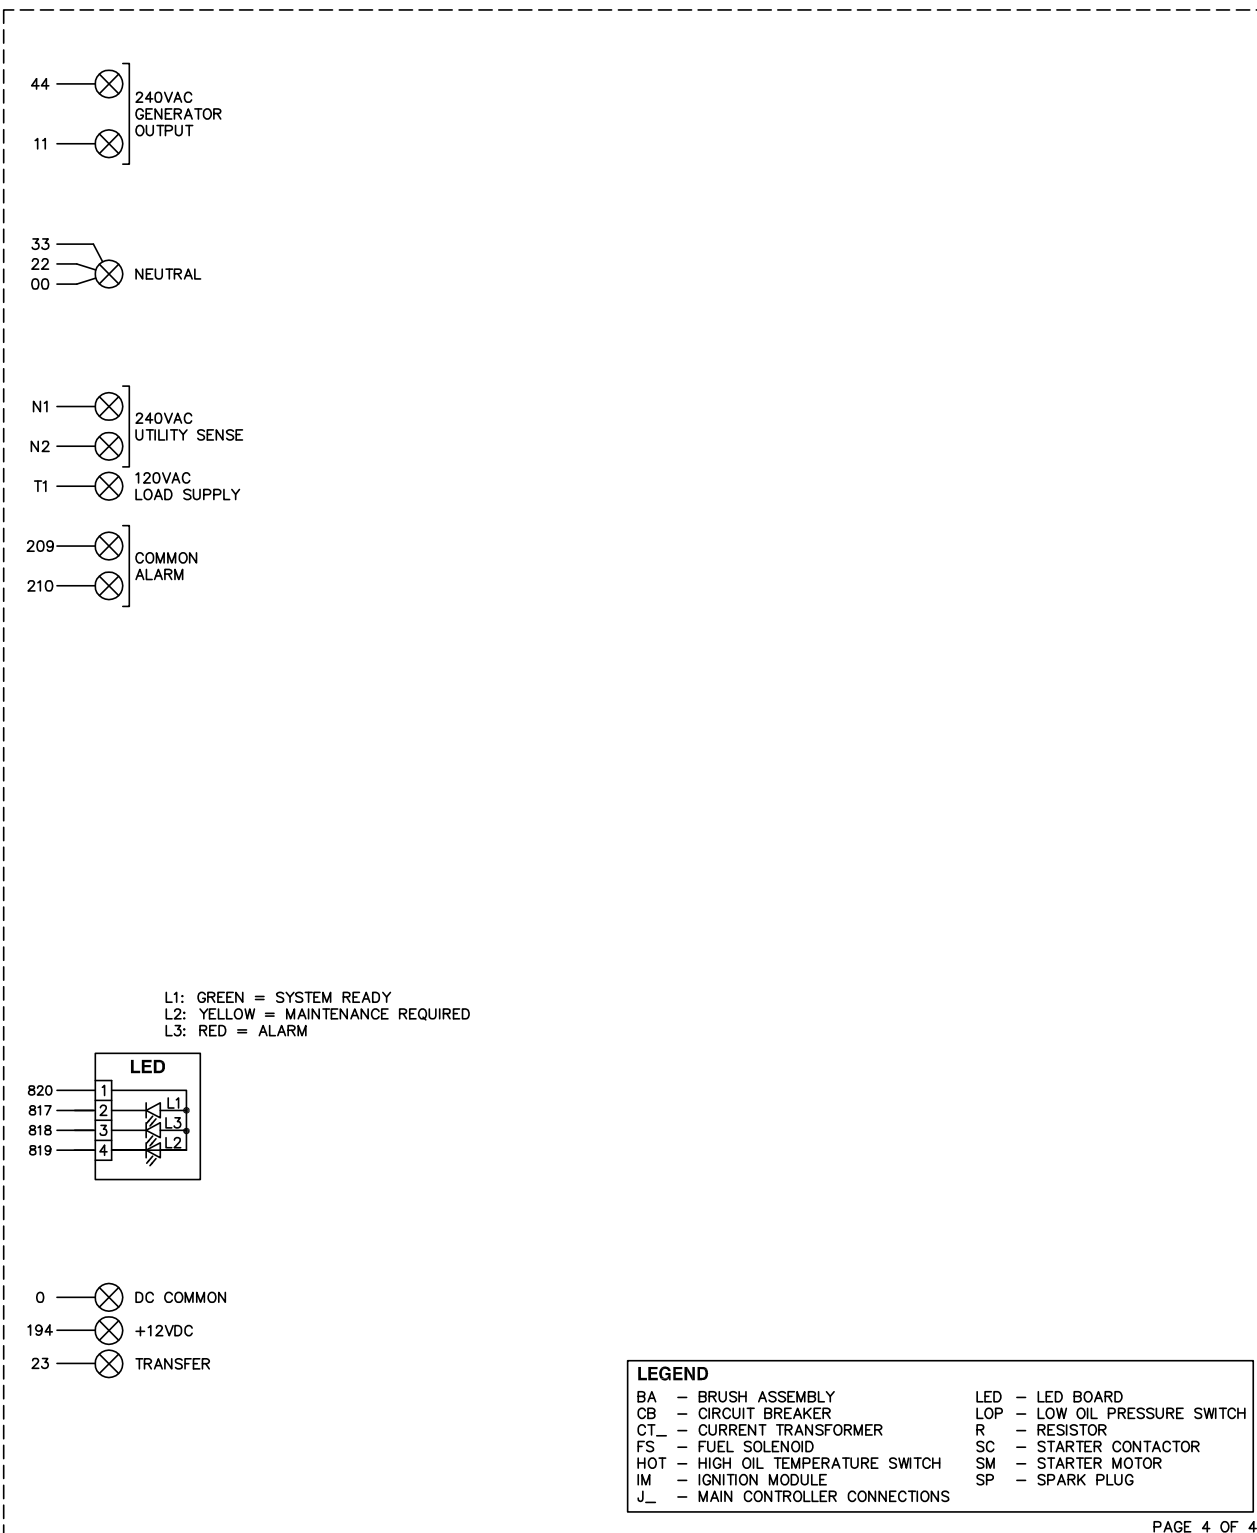 44
11
240VAC
GENERATOR
OUTPUT
33
22
00
NEUTRAL
N1
N2
240VAC
UTILITY SENSE
T1
120VAC
LOAD SUPPLY
209
210
COMMON
ALARM
L1: GREEN = SYSTEM READY
L2: YELLOW = MAINTENANCE REQUIRED
L3: RED = ALARM
LED
820 1
817 2 L1
818 3 L3
819 4 L2
0 DC COMMON
194 +12VDC
23 TRANSFER
LEGEND
BA – BRUSH ASSEMBLY
CB – CIRCUIT BREAKER
CT_ – CURRENT TRANSFORMER
FS – FUEL SOLENOID
HOT – HIGH OIL TEMPERATURE SWITCH
IM – IGNITION MODULE
J_ – MAIN CONTROLLER CONNECTIONS
LED – LED BOARD
LOP – LOW OIL PRESSURE SWITCH
R – RESISTOR
SC – STARTER CONTACTOR
SM – STARTER MOTOR
SP – SPARK PLUG
PAGE 4 OF 4